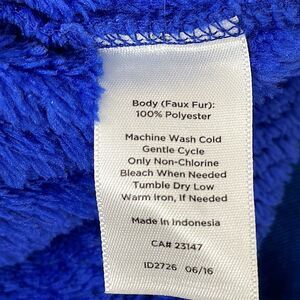 Body (Faux Fur):
100% Polyester
Machine Wash Cold
Gentle Cycle
Only Non-Chlorine
Bleach When Needed
Tumble Dry Low
Warm Iron, If Needed
Made in Indonesia
CA# 23147
ID2726 06/16